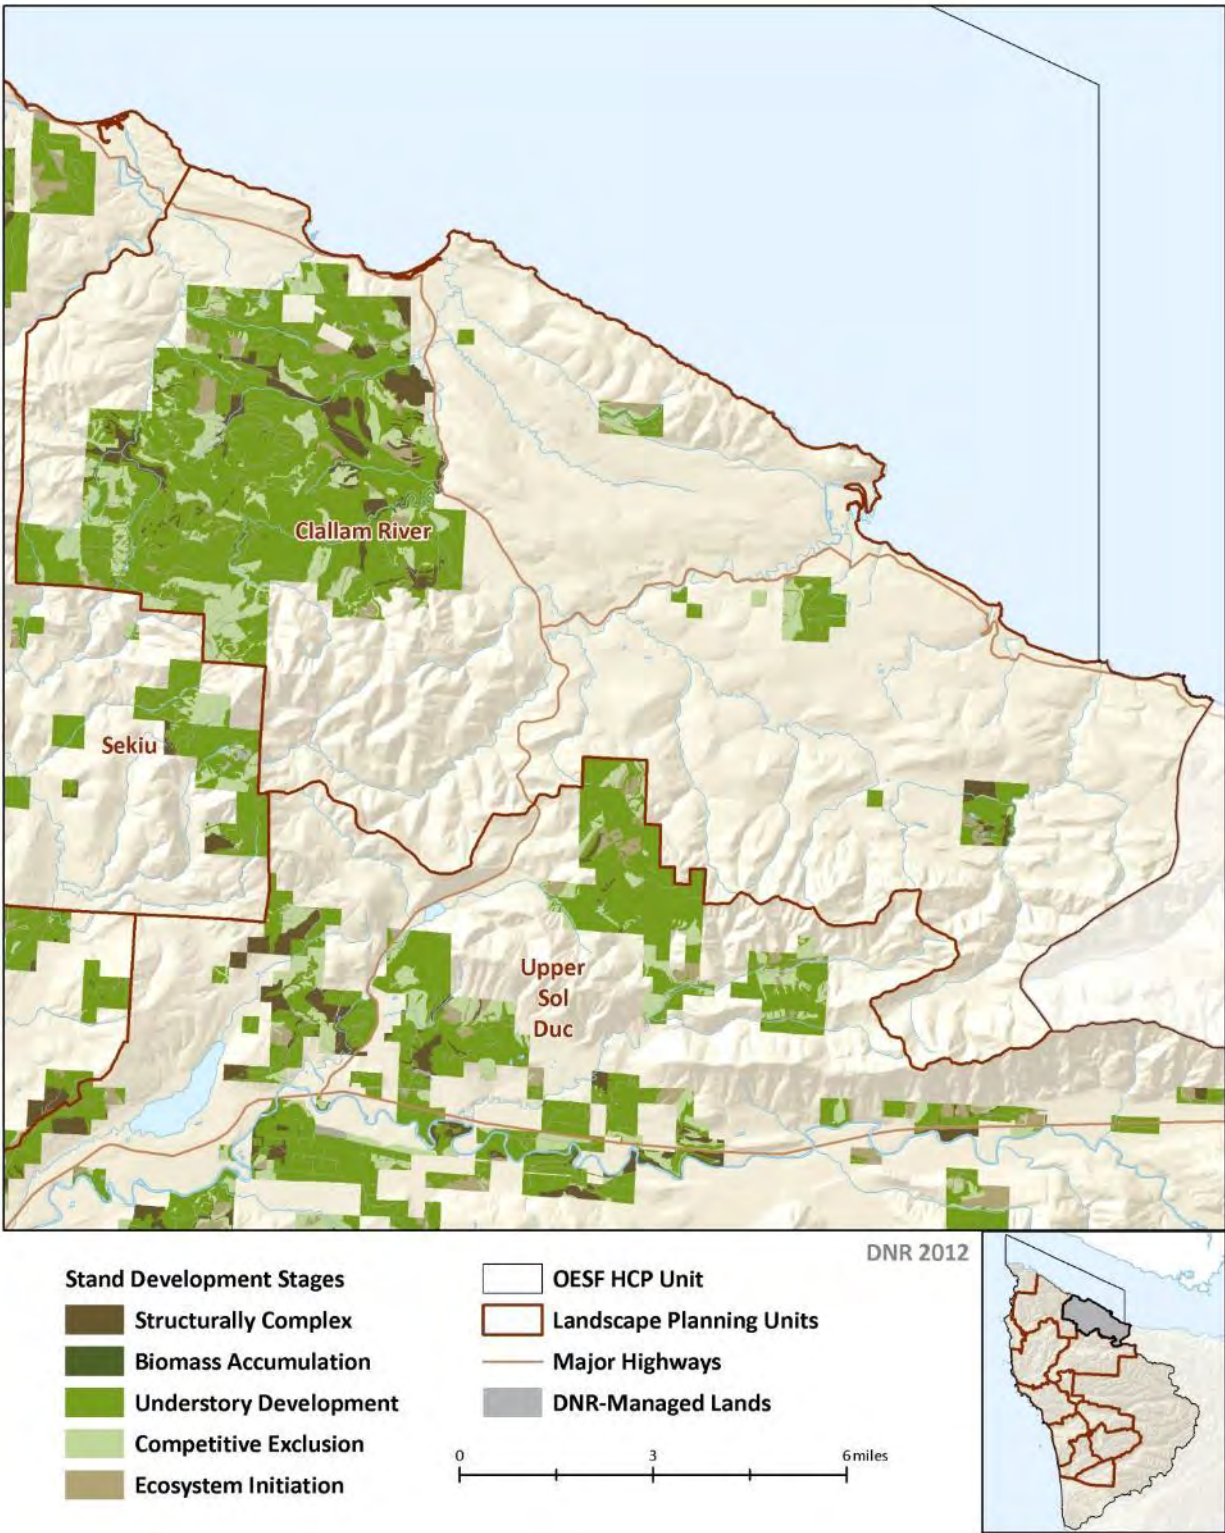 Clallam River
Sekiu
Upper
Sol
Duc
DNR 2012
Stand Development Stages
Structurally Complex
Biomass Accumulation
Understory Development
Competitive Exclusion
Ecosystem Initiation
OESF HCP Unit
Landscape Planning Units
Major Highways
DNR-Managed Lands
0 3 6 miles